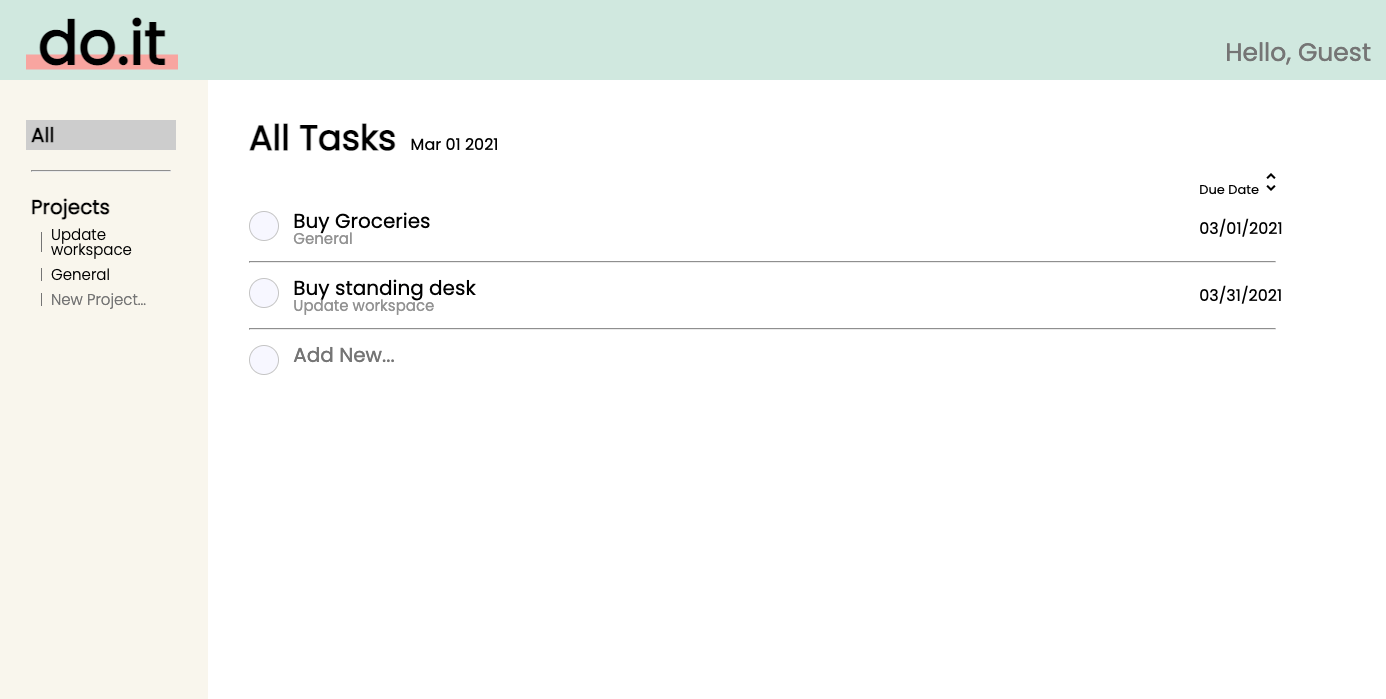 do.it
Hello, Guest
All
Projects
Update
workspace
General
New Project...
All Tasks Mar 01 2021
Due Date
Buy Groceries
General
03/01/2021
Buy standing desk
Update workspace
03/31/2021
Add New...